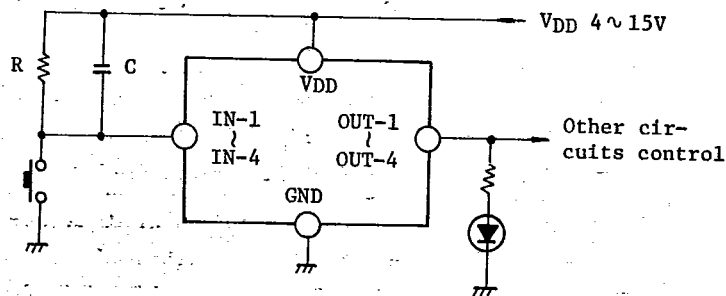 VDD 4~15V
R
C
VDD
IN-1
~
IN-4
OUT-1
~
OUT-4
GND
Other cir-
cuits control